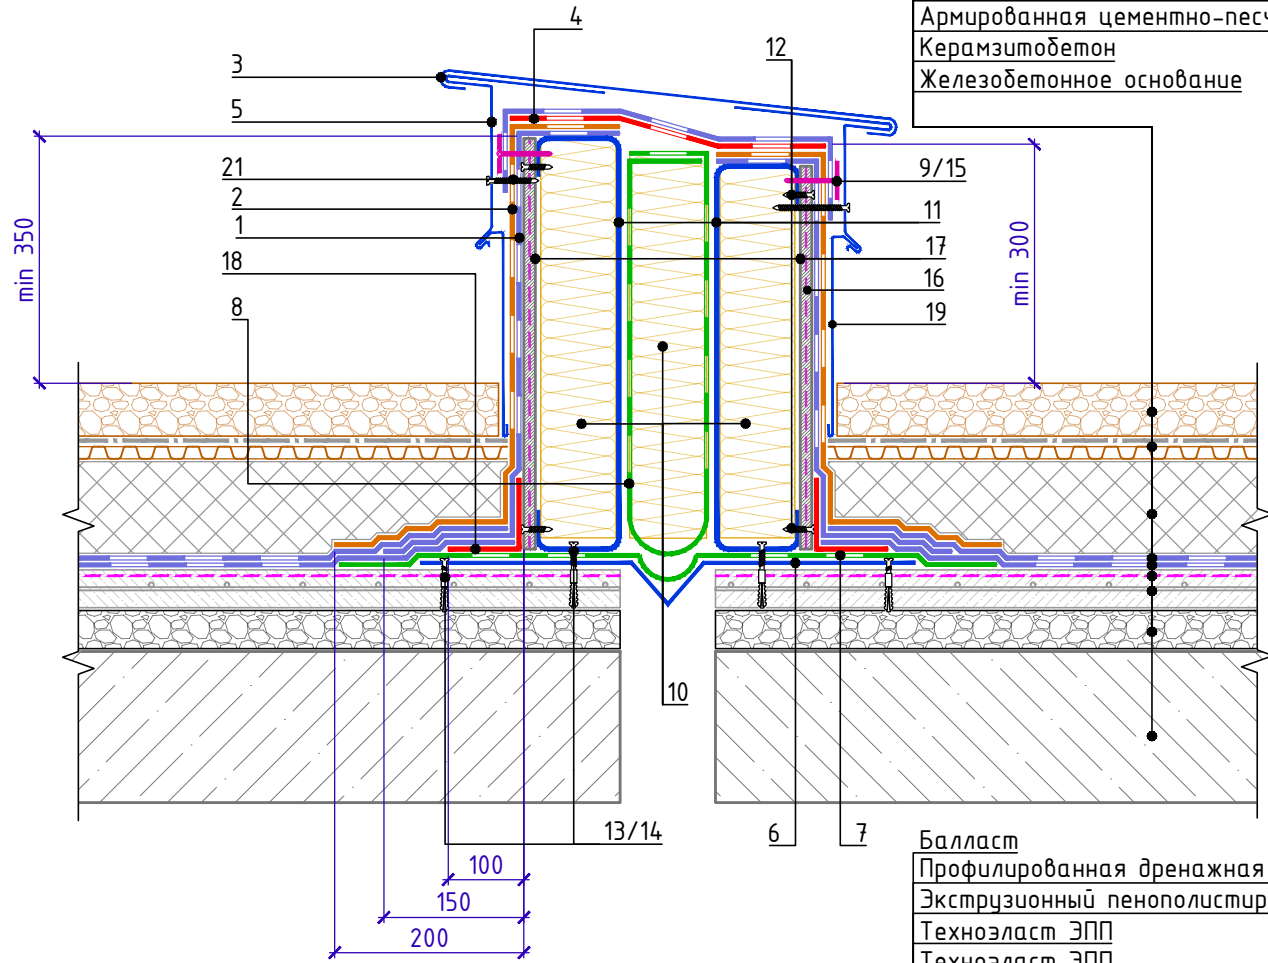 Армированная цементно-песч
Керамзитобетон
Железобетонное основание
4
12
3
5
21
2
1
18
8
9/15
11
17
16
19
min 350
min 300
10
13/14
6
7
100
150
200
Балласт
Профилированная дренажная
Экструзионный пенополистир
Техноэласт ЭПП
Техноэласт ЭПП